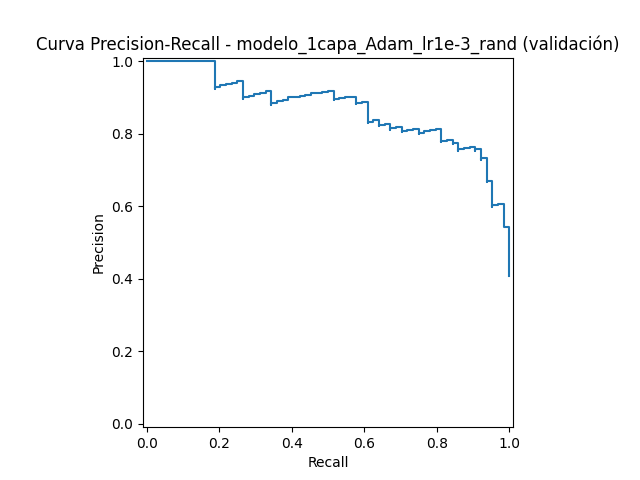 Curva Precision-Recall - modelo_1capa_Adam_lr1e-3_rand (validación)
1.0
0.8
0.6
0.4
0.2
0.0
Precision
0.0 0.2 0.4 0.6 0.8 1.0
Recall